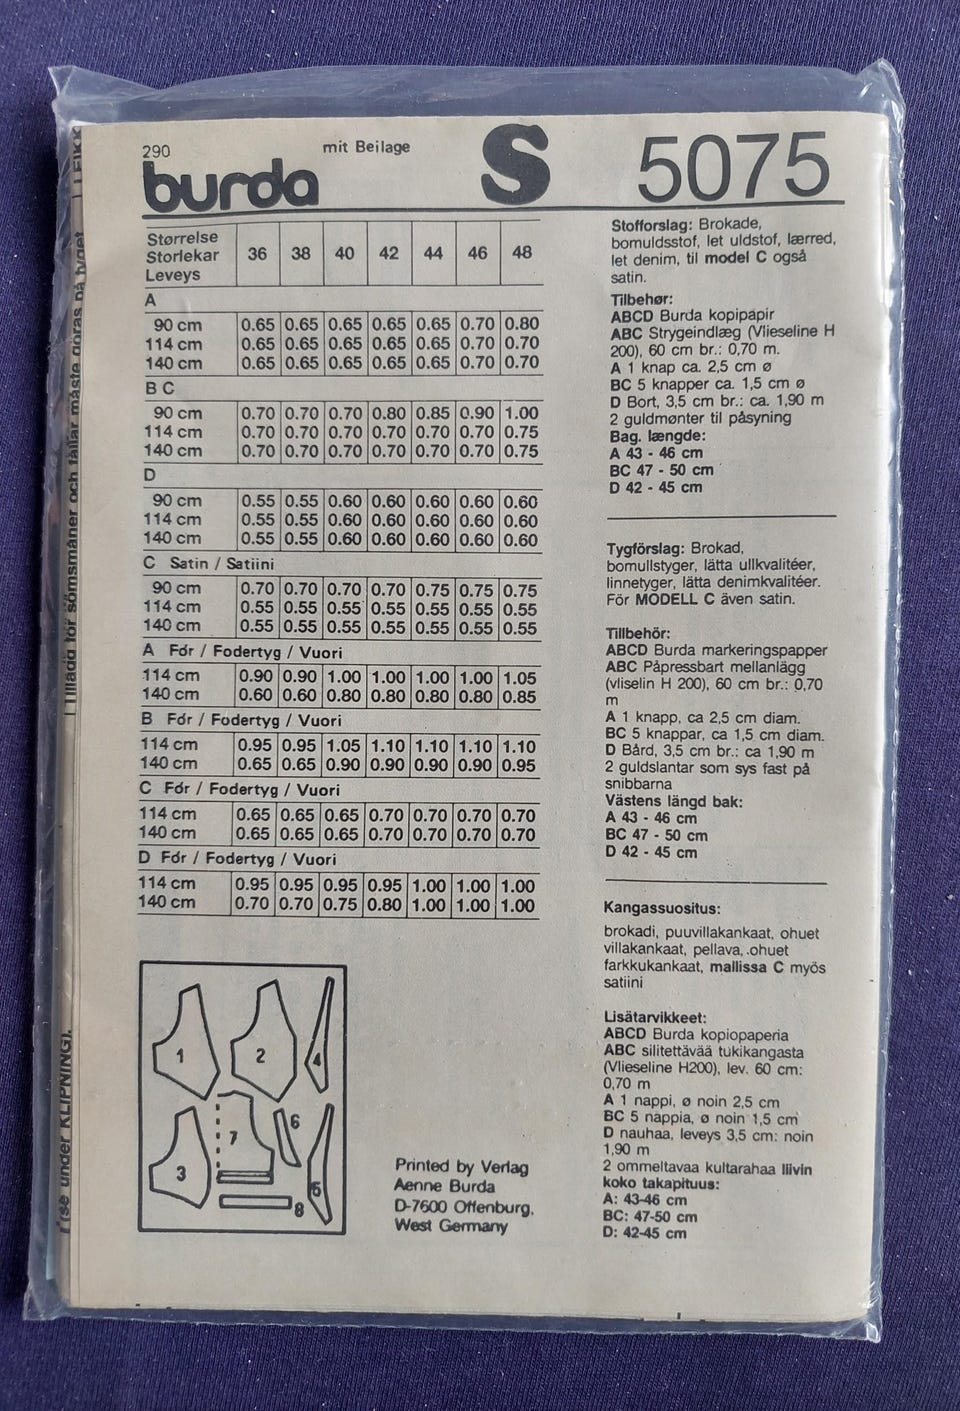 290
mit Beilage
burda
S
5075
Størrelse
Storlekar
Leveys
36 38 40 42 44 46 48
A
90 cm 0.65 0.65 0.65 0.65 0.65 0.70 0.80
114 cm 0.65 0.65 0.65 0.65 0.65 0.70 0.70
140 cm 0.65 0.65 0.65 0.65 0.65 0.70 0.70
B C
90 cm 0.70 0.70 0.70 0.80 0.85 0.90 1.00
114 cm 0.70 0.70 0.70 0.70 0.70 0.70 0.75
140 cm 0.70 0.70 0.70 0.70 0.70 0.70 0.75
D
90 cm 0.55 0.55 0.60 0.60 0.60 0.60 0.60
114 cm 0.55 0.55 0.60 0.60 0.60 0.60 0.60
140 cm 0.55 0.55 0.60 0.60 0.60 0.60 0.60
C Satin / Satiini
90 cm 0.70 0.70 0.70 0.70 0.75 0.75 0.75
114 cm 0.55 0.55 0.55 0.55 0.55 0.55 0.55
140 cm 0.55 0.55 0.55 0.55 0.55 0.55 0.55
A Fór / Fodertyg / Vuori
114 cm 0.90 0.90 1.00 1.00 1.00 1.00 1.05
140 cm 0.60 0.60 0.80 0.80 0.80 0.80 0.85
B Fór / Fodertyg / Vuori
114 cm 0.95 0.95 1.05 1.10 1.10 1.10 1.10
140 cm 0.65 0.65 0.90 0.90 0.90 0.90 0.95
C Fór / Fodertyg / Vuori
114 cm 0.65 0.65 0.65 0.70 0.70 0.70 0.70
140 cm 0.65 0.65 0.65 0.70 0.70 0.70 0.70
D Fór / Fodertyg / Vuori
114 cm 0.95 0.95 0.95 0.95 1.00 1.00 1.00
140 cm 0.70 0.70 0.75 0.80 1.00 1.00 1.00
1
2
4
3
7
6
5
8
Printed by Verlag
Aenne Burda
D-7600 Offenburg,
West Germany
Stofforslag: Brokade,
bomuldsstof, let uldstof, lærred,
let denim, til model C også
satin.
Tilbehør:
ABCD Burda kopipapir
ABC Strygeindlæg (Vlieseline H
200), 60 cm br.: 0,70 m.
A 1 knap ca. 2,5 cm ø
BC 5 knapper ca. 1,5 cm ø
D Bort, 3,5 cm br.: ca. 1,90 m
2 guldmønter til påsyning
Bag. længde:
A 43 - 46 cm
BC 47 - 50 cm
D 42 - 45 cm
Tygförslag: Brokad,
bomullstyger, lätta ullkvalitéer,
linnetyger, lätta denimkvalitéer.
För MODELL C även satin.
Tillbehör:
ABCD Burda markeringspapper
ABC Påpressbart mellanlägg
(vliselin H 200), 60 cm br.: 0,70
m
A 1 knapp, ca 2,5 cm diam.
BC 5 knappar, ca 1,5 cm diam.
D Bård, 3,5 cm br.: ca 1,90 m
2 guldslantar som sys fast på
snibbarna
Västens längd bak:
A 43 - 46 cm
BC 47 - 50 cm
D 42 - 45 cm
Kangassuositus:
brokadi, puuvillakankaat, ohuet
villakankaat, pellava, ohuet
farkkukankaat, mallissa C myös
satiini
Lisätarvikkeet:
ABCD Burda kopiopaperia
ABC silitettävää tukikangasta
(Vlieseline H200), lev. 60 cm:
0,70 m
A 1 nappi, ø noin 2,5 cm
BC 5 nappia, ø noin 1,5 cm
D nauhaa, leveys 3,5 cm: noin
1,90 m
2 ommeltavaa kultarahaa liivin
koko takapituus:
A: 43-46 cm
BC: 47-50 cm
D: 42-45 cm
Tillägg för sömsmåner och fållar måste göras på tyget
(se under KLIPNING).